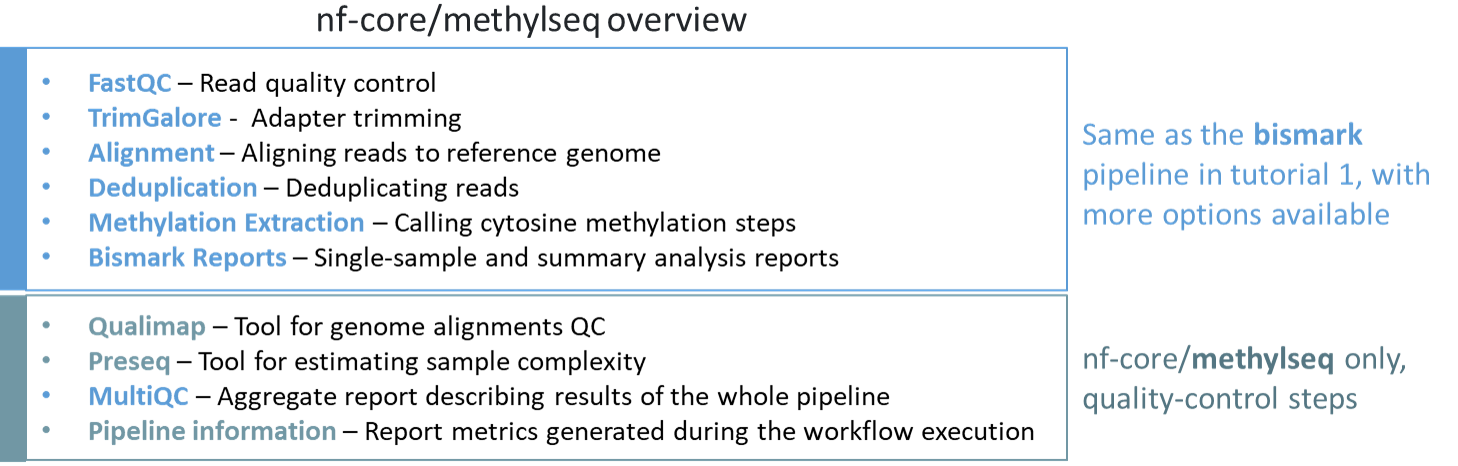 nf-core/methylseq overview
• FastQC – Read quality control
• TrimGalore - Adapter trimming
• Alignment – Aligning reads to reference genome
• Deduplication – Deduplicating reads
• Methylation Extraction – Calling cytosine methylation steps
• Bismark Reports – Single-sample and summary analysis reports
Same as the bismark
pipeline in tutorial 1, with
more options available
• Qualimap – Tool for genome alignments QC
• Preseq – Tool for estimating sample complexity
• MultiQC – Aggregate report describing results of the whole pipeline
• Pipeline information – Report metrics generated during the workflow execution
nf-core/methylseq only,
quality-control steps